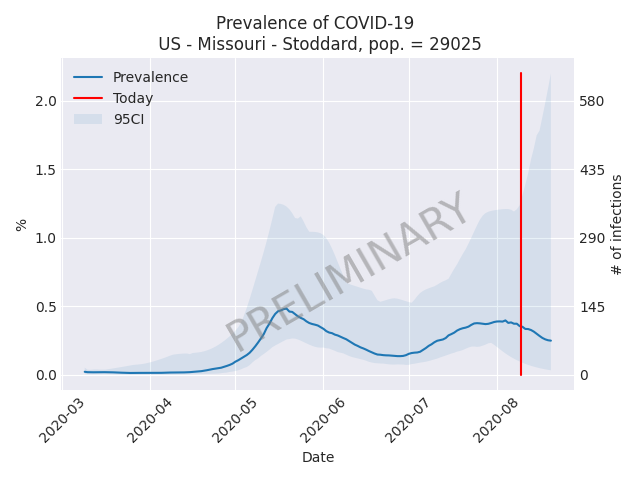 Prevalence of COVID-19
US - Missouri - Stoddard, pop. = 29025
Prevalence
Today
95CI
2.0
1.5
1.0
0.5
0.0
%
580
435
290
145
0
# of infections
PRELIMINARY
2020-03
2020-04
2020-05
2020-06
2020-07
2020-08
Date